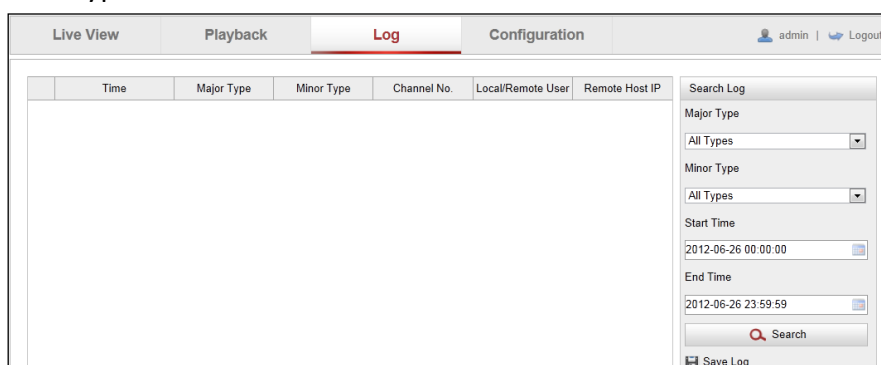 Live View Playback Log Configuration admin | Logout
Time Major Type Minor Type Channel No. Local/Remote User Remote Host IP
Search Log
Major Type
All Types
Minor Type
All Types
Start Time
2012-06-26 00:00:00
End Time
2012-06-26 23:59:59
Search
Save Log